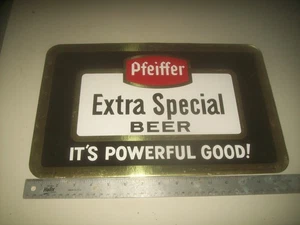 Pfeiffer
Extra Special
BEER
IT'S POWERFUL GOOD!